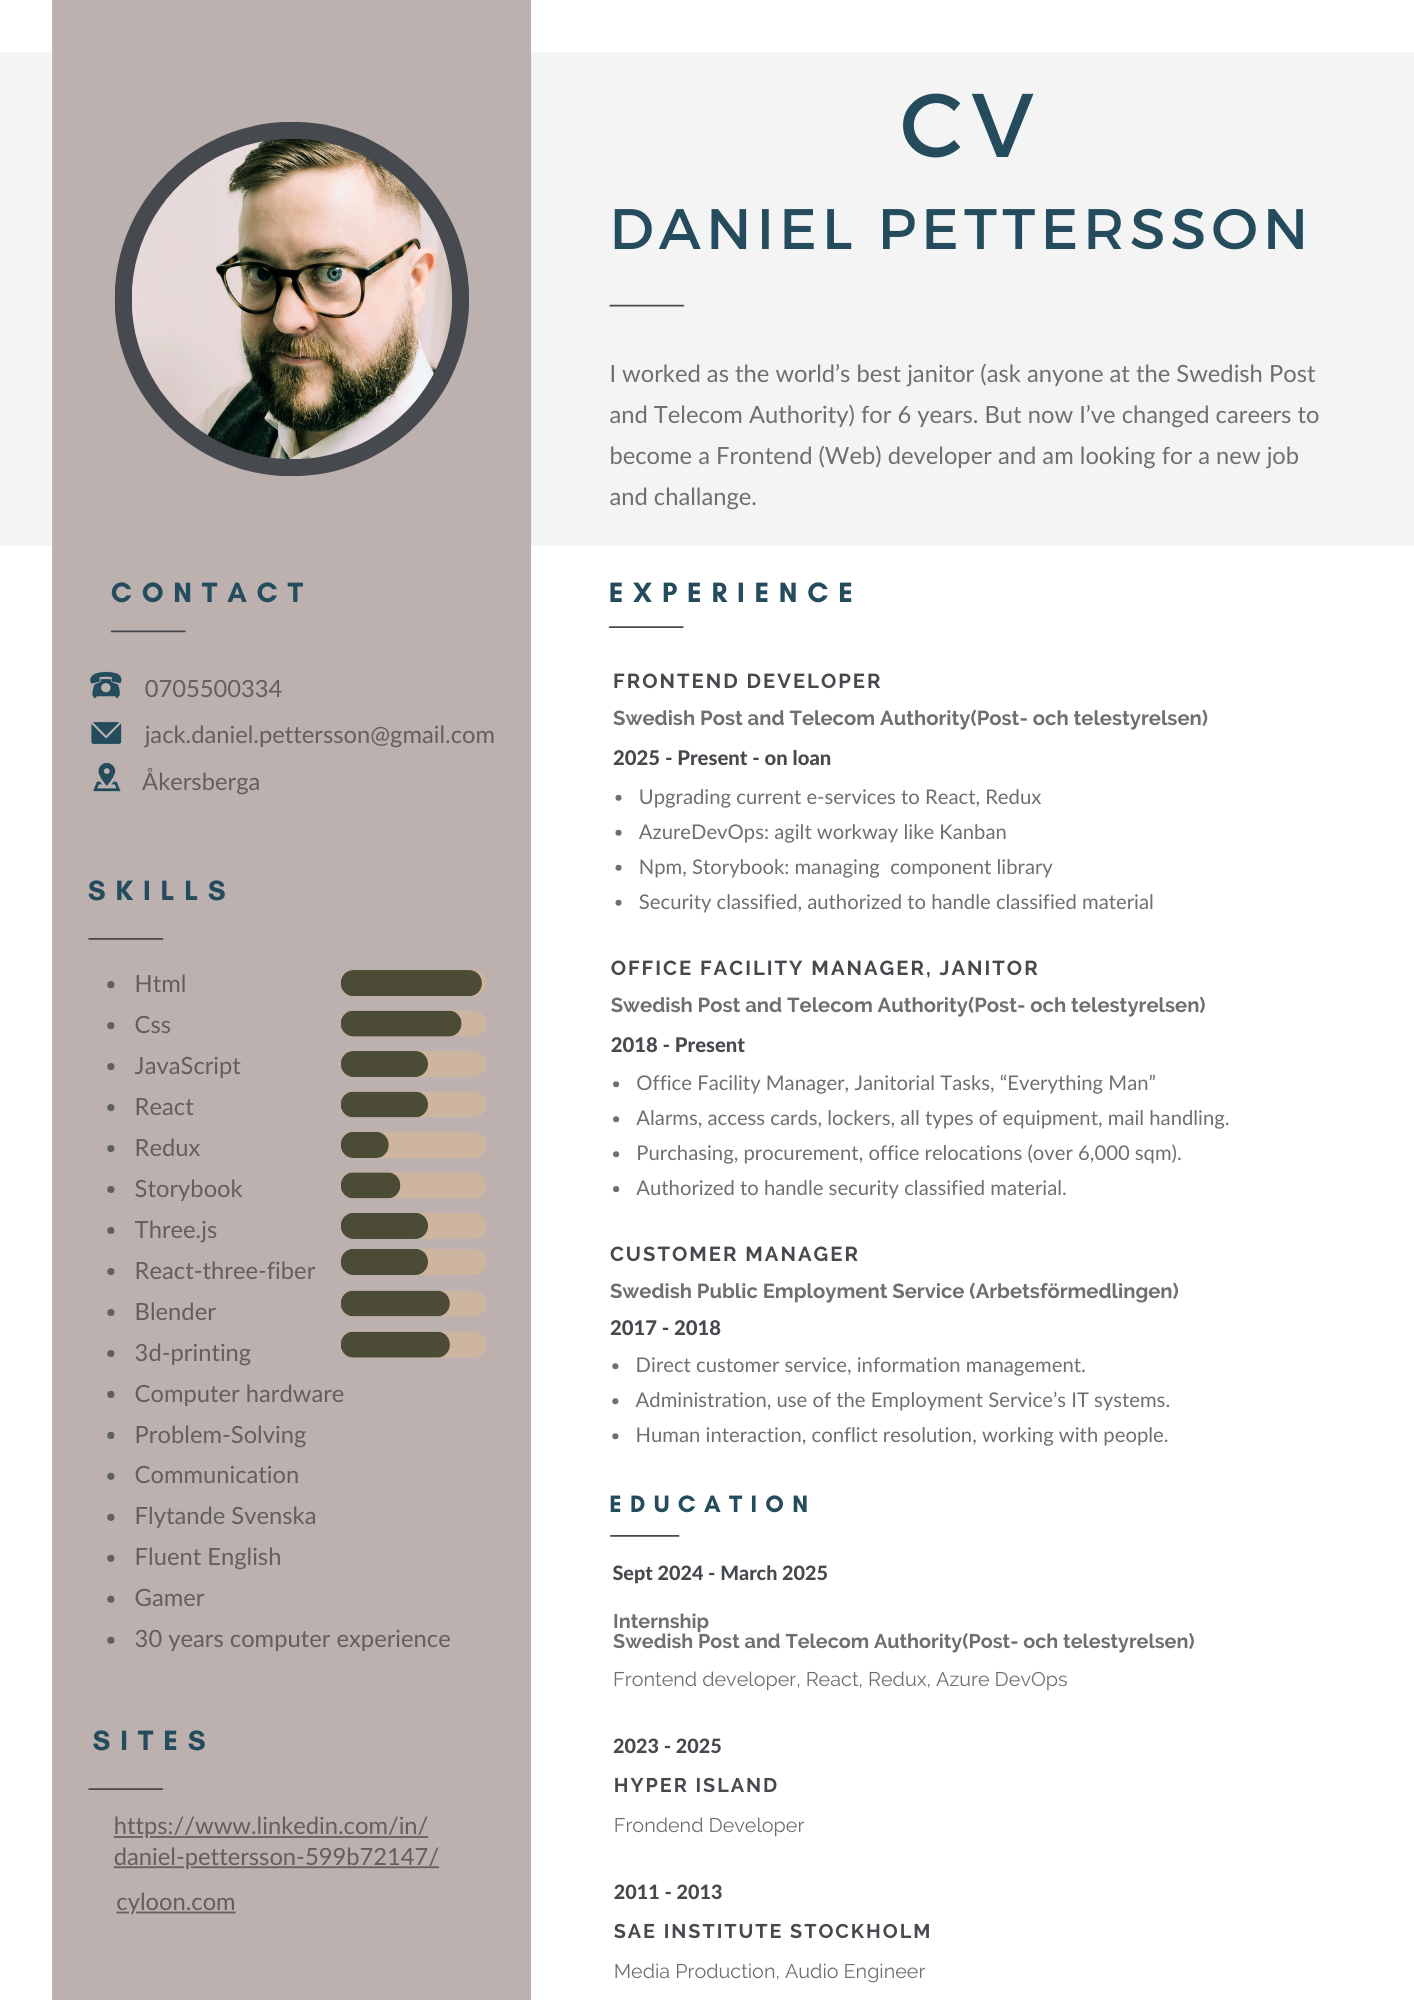 CV
DANIEL PETTERSSON
I worked as the world's best janitor (ask anyone at the Swedish Post
and Telecom Authority) for 6 years. But now I've changed careers to
become a Frontend (Web) developer and am looking for a new job
and challange.
CONTACT
0705500334
jack.daniel.pettersson@gmail.com
Åkersberga
SKILLS
• Html
• Css
• JavaScript
• React
• Redux
• Storybook
• Three.js
• React-three-fiber
• Blender
• 3d-printing
• Computer hardware
• Problem-Solving
• Communication
• Flytande Svenska
• Fluent English
• Gamer
• 30 years computer experience
SITES
https://www.linkedin.com/in/
daniel-pettersson-599b72147/
cyloon.com
EXPERIENCE
FRONTEND DEVELOPER
Swedish Post and Telecom Authority(Post- och telestyrelsen)
2025 - Present - on loan
• Upgrading current e-services to React, Redux
• AzureDevOps: agilt workway like Kanban
• Npm, Storybook: managing  component library
• Security classified, authorized to handle classified material
OFFICE FACILITY MANAGER, JANITOR
Swedish Post and Telecom Authority(Post- och telestyrelsen)
2018 - Present
• Office Facility Manager, Janitorial Tasks, “Everything Man”
• Alarms, access cards, lockers, all types of equipment, mail handling.
• Purchasing, procurement, office relocations (over 6,000 sqm).
• Authorized to handle security classified material.
CUSTOMER MANAGER
Swedish Public Employment Service (Arbetsförmedlingen)
2017 - 2018
• Direct customer service, information management.
• Administration, use of the Employment Service’s IT systems.
• Human interaction, conflict resolution, working with people.
EDUCATION
Sept 2024 - March 2025
Internship
Swedish Post and Telecom Authority(Post- och telestyrelsen)
Frontend developer, React, Redux, Azure DevOps
2023 - 2025
HYPER ISLAND
Frondend Developer
2011 - 2013
SAE INSTITUTE STOCKHOLM
Media Production, Audio Engineer